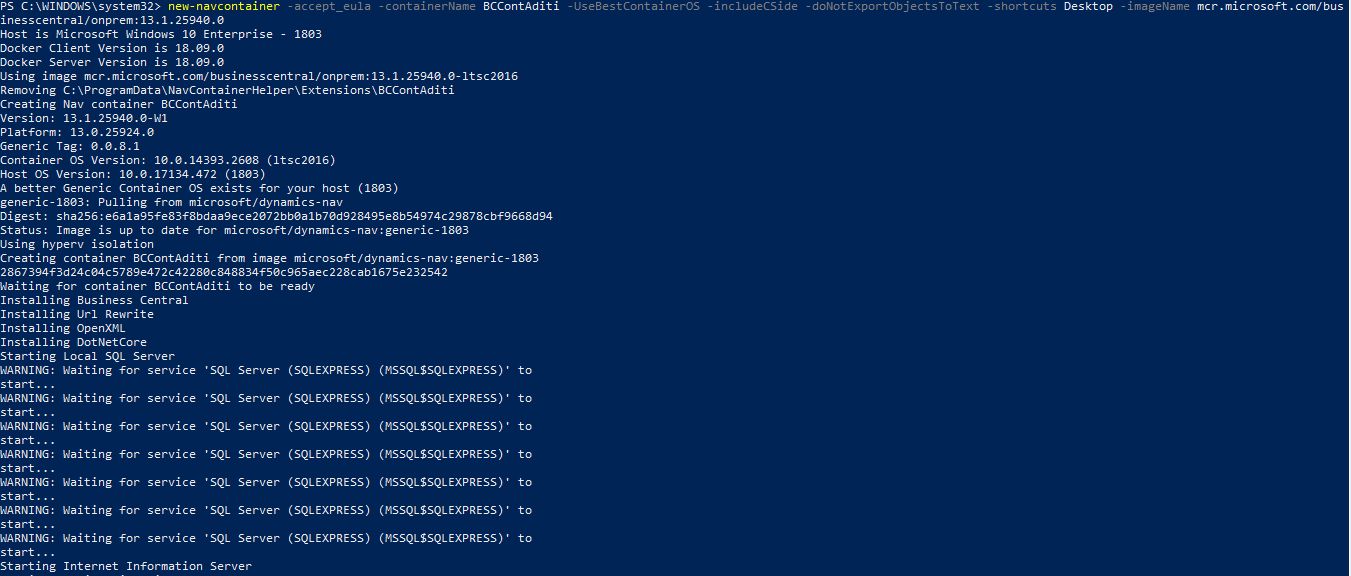 PS C:\WINDOWS\system32> new-navcontainer -accept_eula -containerName BCContAditi -UseBestContainerOS -includeCSide -doNotExportObjectsToText -shortcuts Desktop -imageName mcr.microsoft.com/bus
inesscentral/onprem:13.1.25940.0
Host is Microsoft Windows 10 Enterprise - 1803
Docker Client Version is 18.09.0
Docker Server Version is 18.09.0
Using image mcr.microsoft.com/businesscentral/onprem:13.1.25940.0-ltsc2016
Removing C:\ProgramData\NavContainerHelper\Extensions\BCContAditi
Creating Nav container BCContAditi
Version: 13.1.25940.0-W1
Platform: 13.0.25924.0
Generic Tag: 0.0.8.1
Container OS Version: 10.0.14393.2608 (ltsc2016)
Host OS Version: 10.0.17134.472 (1803)
A better Generic Container OS exists for your host (1803)
generic-1803: Pulling from microsoft/dynamics-nav
Digest: sha256:e6a1a95fe83f8bdaa9ece2072bb0a1b70d928495e8b54974c29878cbf9668d94
Status: Image is up to date for microsoft/dynamics-nav:generic-1803
Using hyperv isolation
Creating container BCContAditi from image microsoft/dynamics-nav:generic-1803
2867394f3d24c04c5789e472c42280c848834f50c965aec228cab1675e232542
Waiting for container BCContAditi to be ready
Installing Business Central
Installing Url Rewrite
Installing OpenXML
Installing DotNetCore
Starting Local SQL Server
WARNING: Waiting for service 'SQL Server (SQLEXPRESS) (MSSQL$SQLEXPRESS)' to
start...
WARNING: Waiting for service 'SQL Server (SQLEXPRESS) (MSSQL$SQLEXPRESS)' to
start...
WARNING: Waiting for service 'SQL Server (SQLEXPRESS) (MSSQL$SQLEXPRESS)' to
start...
WARNING: Waiting for service 'SQL Server (SQLEXPRESS) (MSSQL$SQLEXPRESS)' to
start...
WARNING: Waiting for service 'SQL Server (SQLEXPRESS) (MSSQL$SQLEXPRESS)' to
start...
WARNING: Waiting for service 'SQL Server (SQLEXPRESS) (MSSQL$SQLEXPRESS)' to
start...
WARNING: Waiting for service 'SQL Server (SQLEXPRESS) (MSSQL$SQLEXPRESS)' to
start...
Starting Internet Information Server